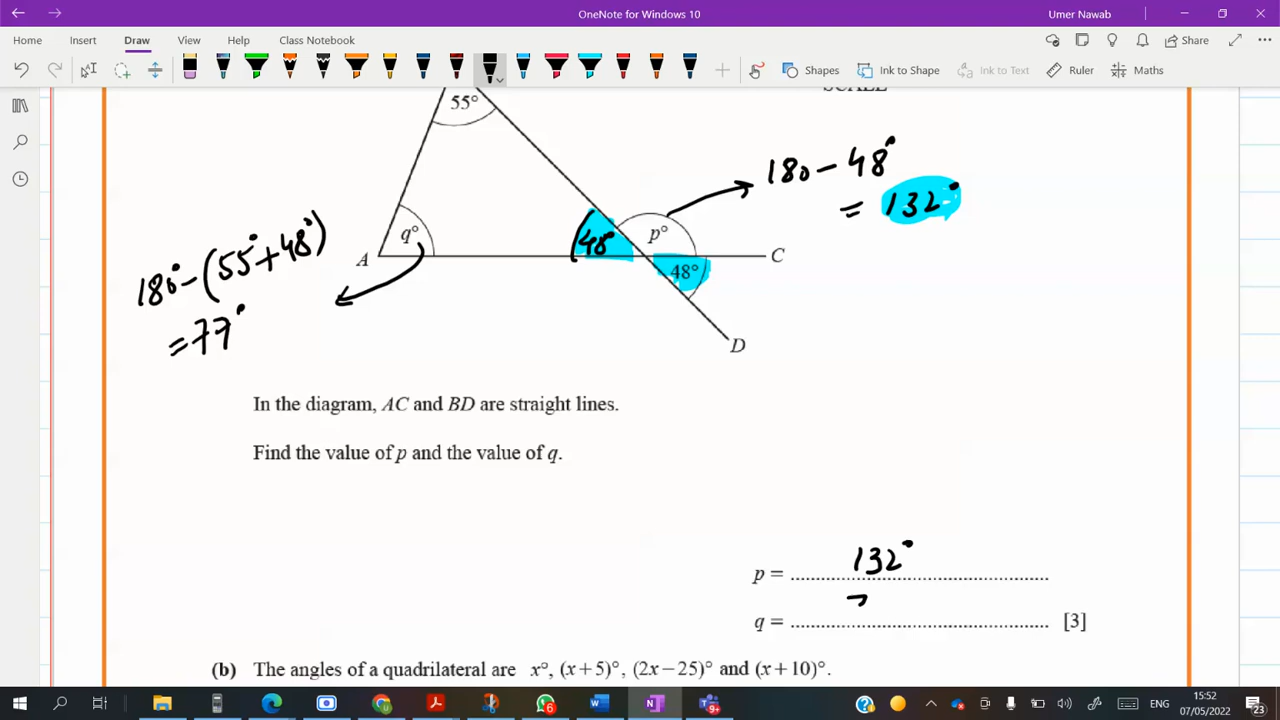 OneNote for Windows 10
Umer Nawab
Home Insert Draw View Help Class Notebook
Share
Shapes Ink to Shape Ink to Text Ruler Maths
SCALE
55°
180 - 48°
= 132°
q°
48°
p°
A
C
48°
180° - (55° + 48°)
= 77°
D
In the diagram, AC and BD are straight lines.
Find the value of p and the value of q.
132°
p = ........................................
q = ........................................ [3]
(b) The angles of a quadrilateral are x°, (x+5)°, (2x−25)° and (x+10)°.
ENG
15:52
07/05/2022
23